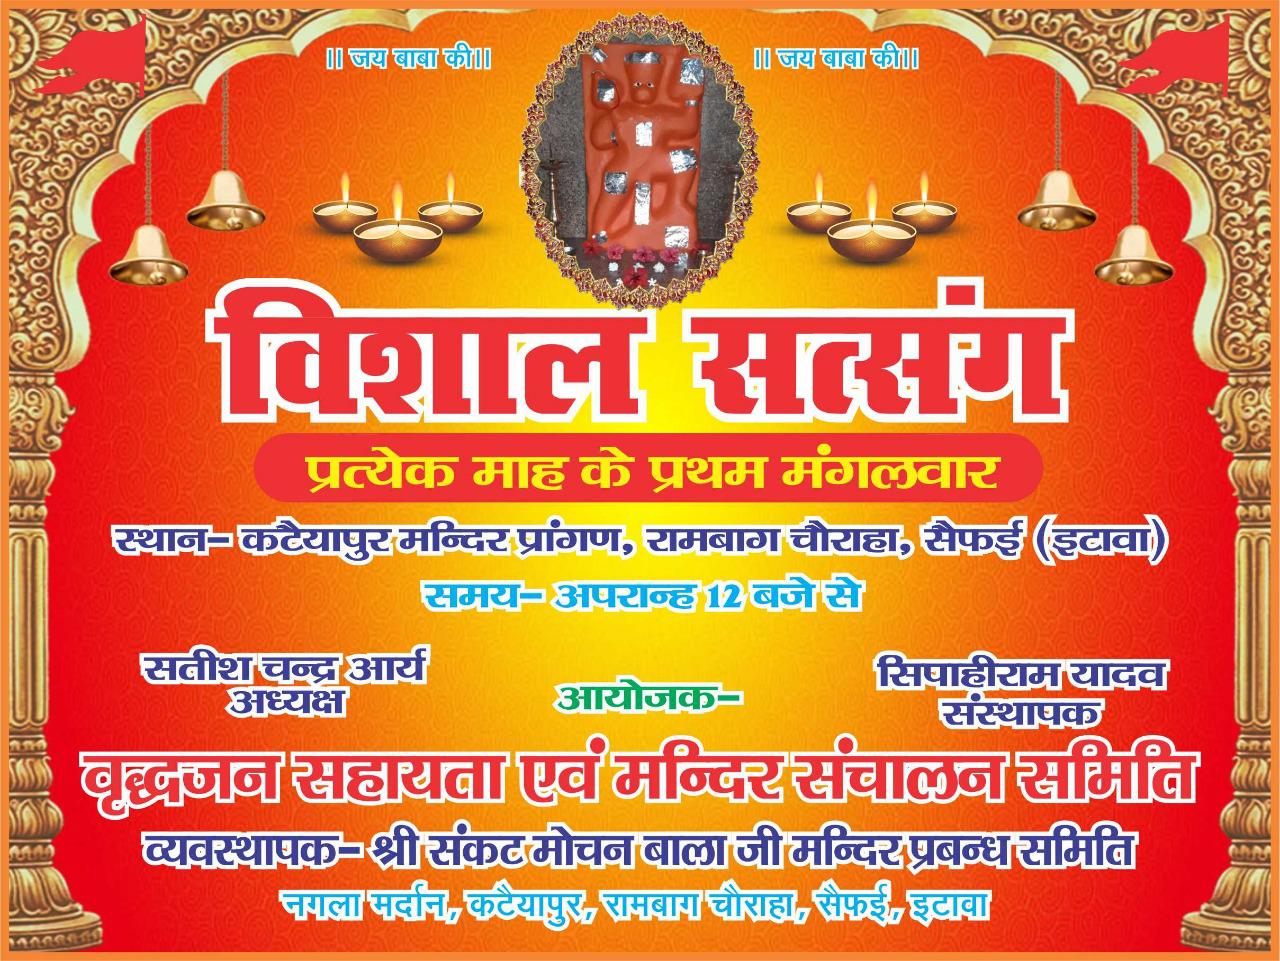 ।। जय बाबा की।।
।। जय बाबा की।।
विशाल सत्संग
प्रत्येक माह के प्रथम मंगलवार
स्थान– कटैयापुर मन्दिर प्रांगण, रामबाग चौराहा, सैफई (इटावा)
समय– अपरान्ह 12 बजे से
सतीश चन्द्र आर्य
अध्यक्ष
आयोजक–
सिपाहीराम यादव
संस्थापक
वृद्धजन सहायता एवं मन्दिर संचालन समिति
व्यवस्थापक– श्री संकट मोचन बाला जी मन्दिर प्रबन्ध समिति
नगला मर्दान, कटैयापुर, रामबाग चौराहा, सैफई, इटावा